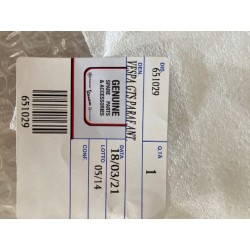 DIS. 651029
DEN. VESPA GTS PARAF ANT
Q.TA 1
GENUINE
SPARE PARTS
& ACCESSORIES
DATA 18/03/21
LOTTO 05/14
CONF.
651029